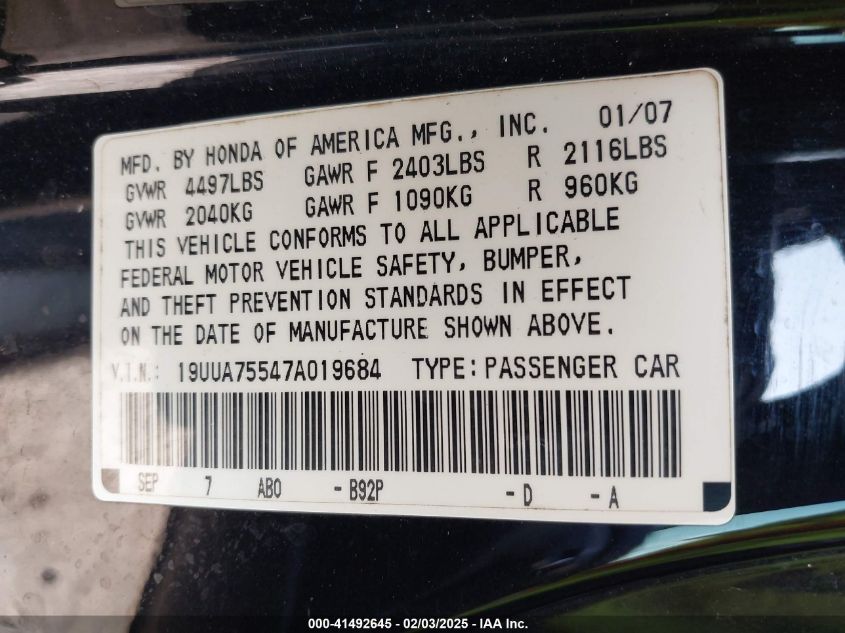 MFD. BY HONDA OF AMERICA MFG., INC. 01/07
GVWR 4497LBS GAWR F 2403LBS R 2116LBS
GVWR 2040KG GAWR F 1090KG R 960KG
THIS VEHICLE CONFORMS TO ALL APPLICABLE
FEDERAL MOTOR VEHICLE SAFETY, BUMPER,
AND THEFT PREVENTION STANDARDS IN EFFECT
ON THE DATE OF MANUFACTURE SHOWN ABOVE.
V.I.N.: 19UUA75547A019684 TYPE: PASSENGER CAR
SEP 7 AB0 - B92P - D - A
000-41492645 - 02/03/2025 - IAAI.com